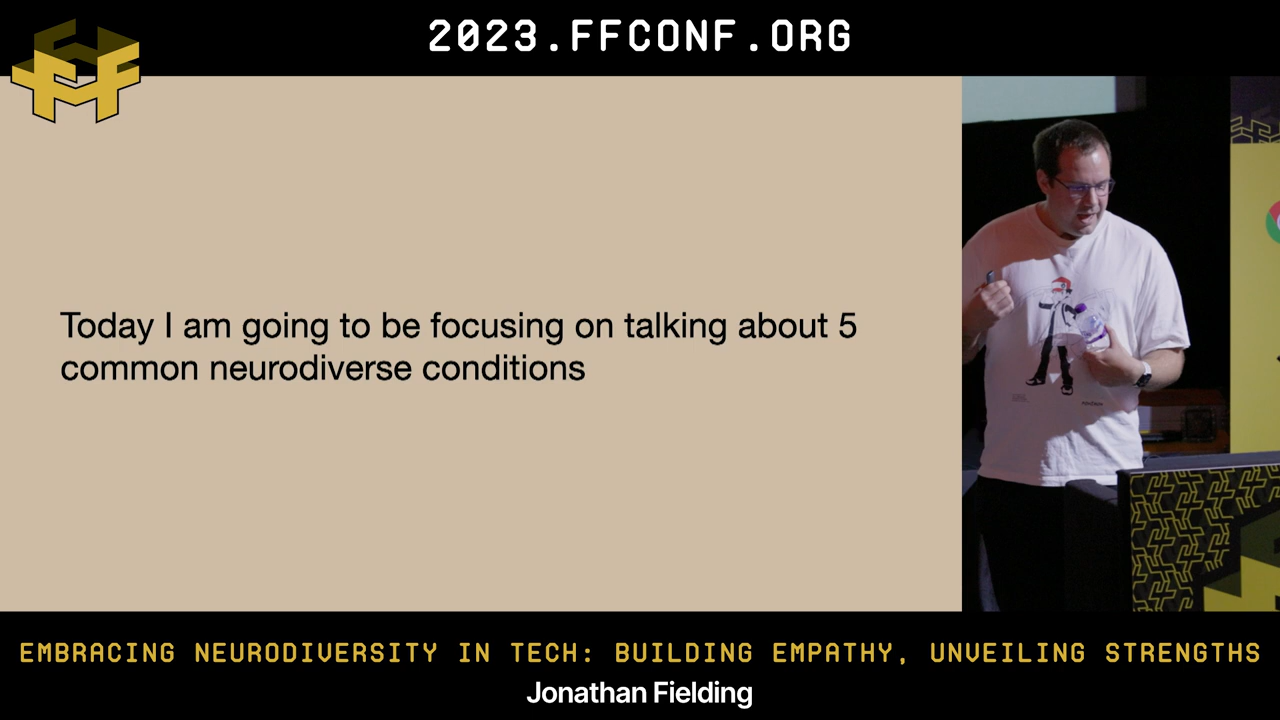 2023.FFCONF.ORG
Today I am going to be focusing on talking about 5
common neurodiverse conditions
EMBRACING NEURODIVERSITY IN TECH: BUILDING EMPATHY, UNVEILING STRENGTHS
Jonathan Fielding